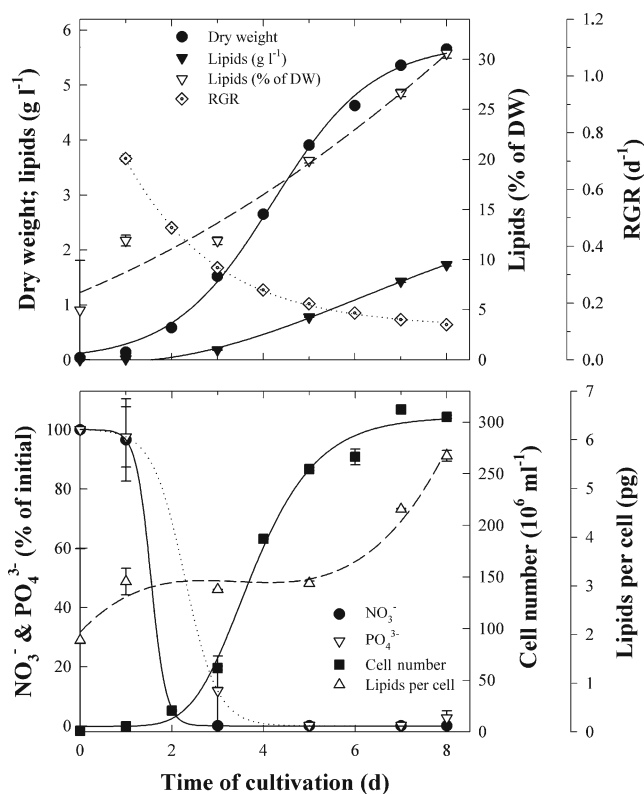 Dry weight
Lipids (g l⁻¹)
Lipids (% of DW)
RGR
Dry weight; lipids (g l⁻¹)
6
5
4
3
2
1
0
Lipids (% of DW)
30
25
20
15
10
5
0
RGR (d⁻¹)
1.2
1.0
0.8
0.6
0.4
0.2
0.0
NO₃⁻ & PO₄³⁻ (% of initial)
100
80
60
40
20
0
NO₃⁻
PO₄³⁻
Cell number
Lipids per cell
Cell number (10⁶ ml⁻¹)
300
250
200
150
100
50
0
Lipids per cell (pg)
7
6
5
4
3
2
1
0
0 2 4 6 8
Time of cultivation (d)